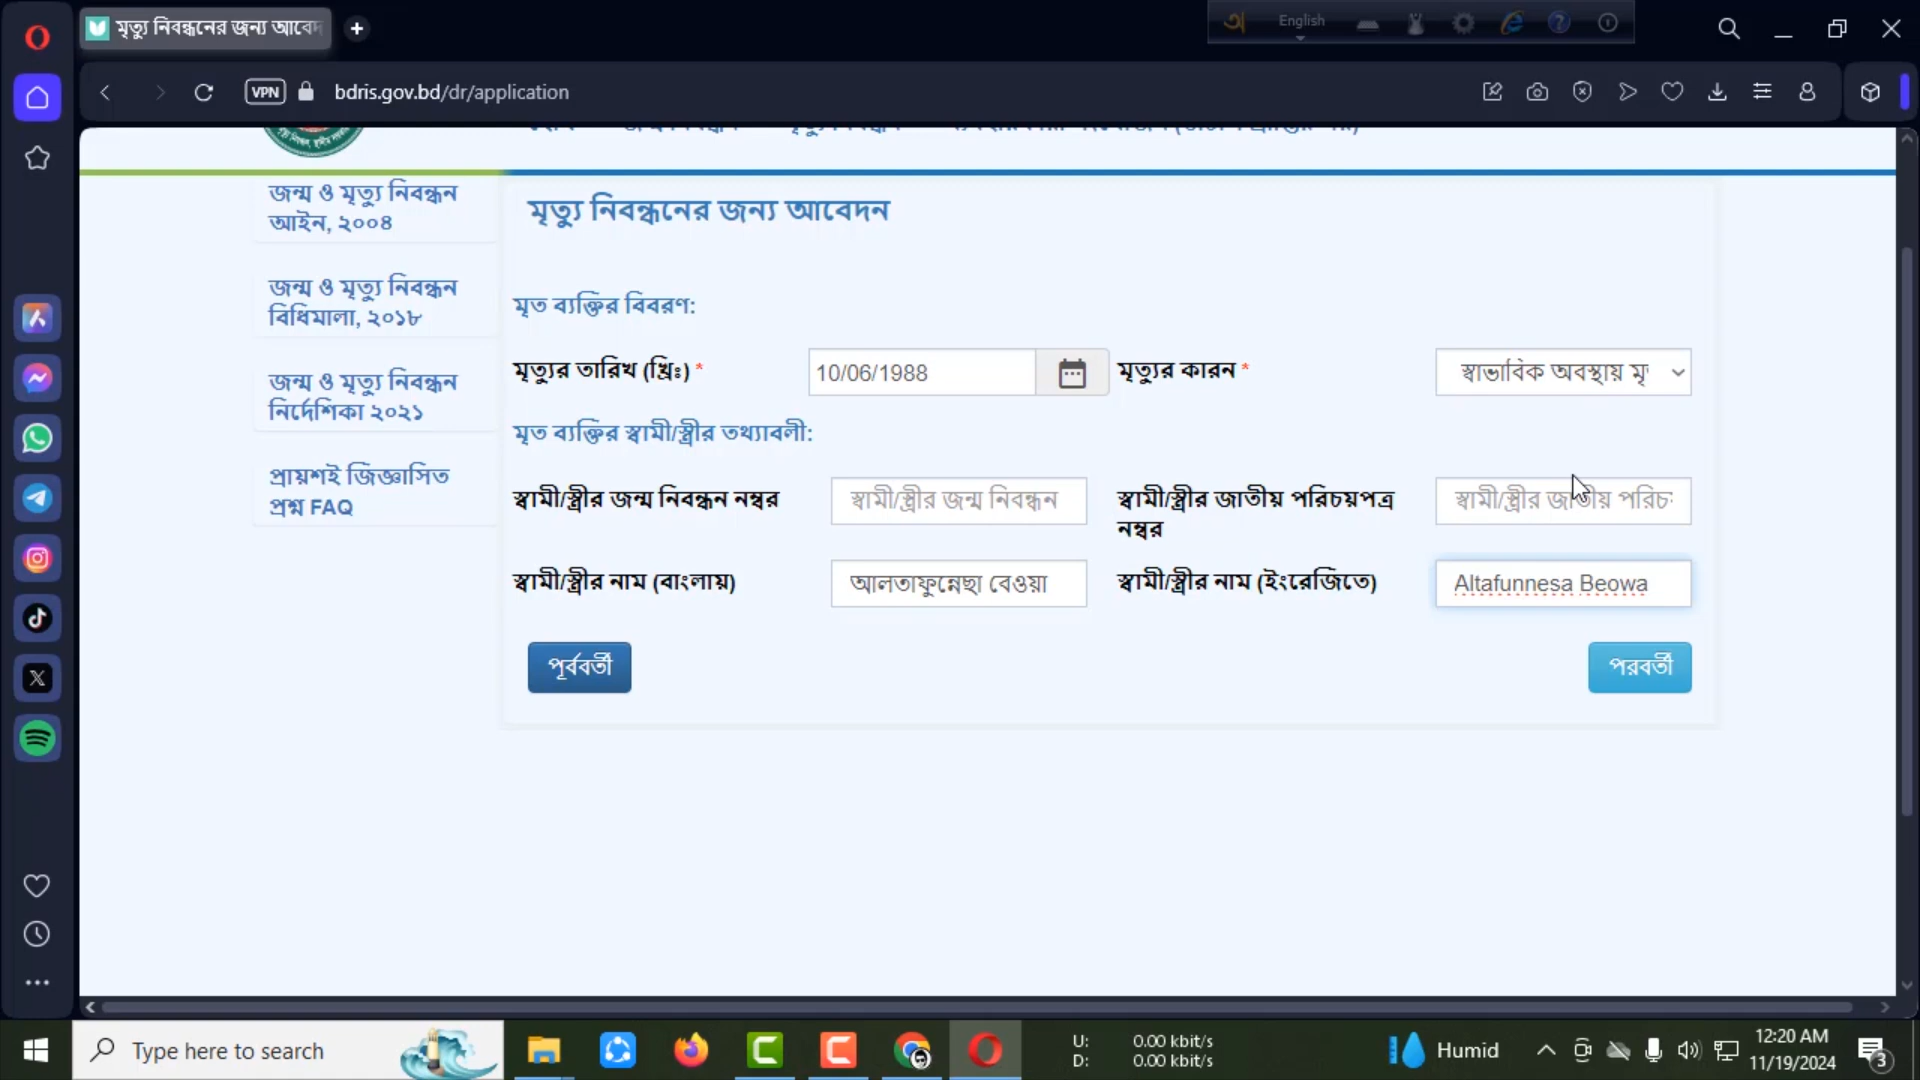 মৃত্যু নিবন্ধনের জন্য আবেদন
English
VPN
bdris.gov.bd/dr/application
জন্ম ও মৃত্যু নিবন্ধন
আইন, ২০০৪
জন্ম ও মৃত্যু নিবন্ধন
বিধিমালা, ২০১৮
জন্ম ও মৃত্যু নিবন্ধন
নির্দেশিকা ২০২১
প্রায়শই জিজ্ঞাসিত
প্রশ্ন FAQ
মৃত্যু নিবন্ধনের জন্য আবেদন
মৃত ব্যক্তির বিবরণ:
মৃত্যুর তারিখ (খ্রিঃ) *
10/06/1988
মৃত্যুর কারন *
স্বাভাবিক অবস্থায় মৃ
মৃত ব্যক্তির স্বামী/স্ত্রীর তথ্যাবলী:
স্বামী/স্ত্রীর জন্ম নিবন্ধন নম্বর
স্বামী/স্ত্রীর জন্ম নিবন্ধন
স্বামী/স্ত্রীর জাতীয় পরিচয়পত্র
নম্বর
স্বামী/স্ত্রীর জাতীয় পরিচ
স্বামী/স্ত্রীর নাম (বাংলায়)
আলতাফুন্নেছা বেওয়া
স্বামী/স্ত্রীর নাম (ইংরেজিতে)
Altafunnesa Beowa
পূর্ববর্তী
পরবর্তী
Type here to search
U: 0.00 kbit/s
D: 0.00 kbit/s
Humid
12:20 AM
11/19/2024
3